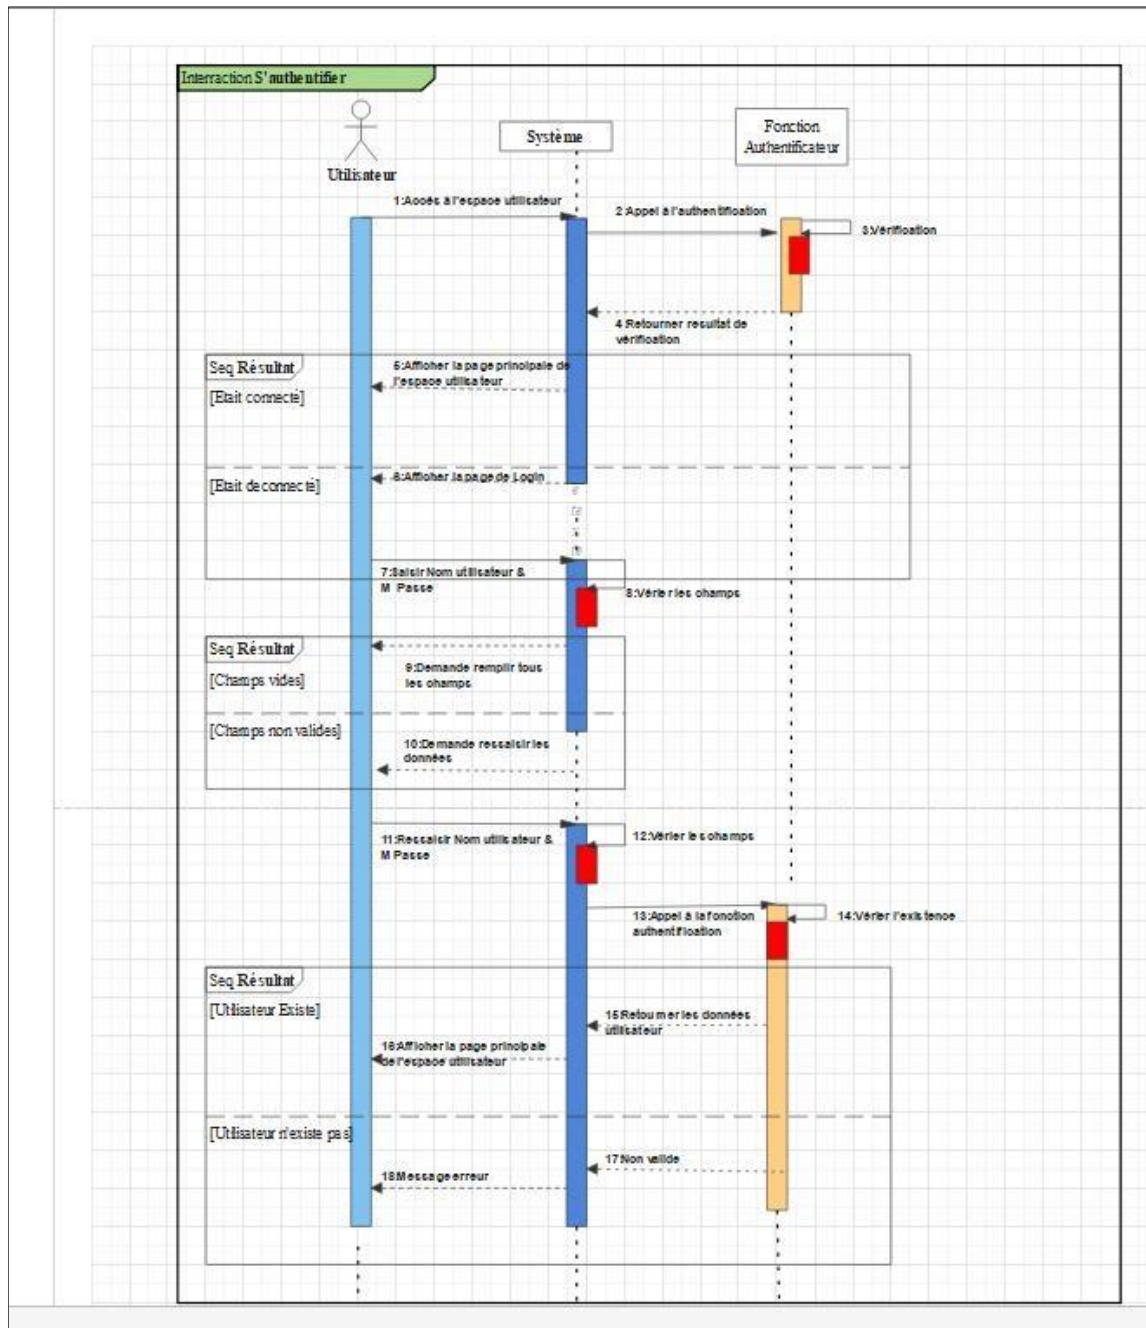 Interraction S'authentifier
Utilisateur
Système
Fonction
Authentificateur
1:Accés à l'espace utilisateur
2:Appel à l'authentification
3:Vérification
4:Retourner resultat de
vérification
Seq Résultat
[Etait connecté]
5:Afficher la page principale de
l'espace utilisateur
[Etait deconnecté]
6:Afficher la page de Login
7:Saisir Nom utilisateur &
M Passe
8:Vérier les champs
Seq Résultat
[Champs vides]
9:Demande remplir tous
les champs
[Champs non valides]
10:Demande ressaisir les
données
11:Ressaisir Nom utilisateur &
M Passe
12:Vérier les champs
13:Appel à la fonction
authentification
14:Vérier l'existence
Seq Résultat
[Utilisateur Existe]
15:Retourner les données
utilisateur
16:Afficher la page principale
de l'espace utilisateur
[Utilisateur n'existe pas]
17:Non valide
18:Message erreur